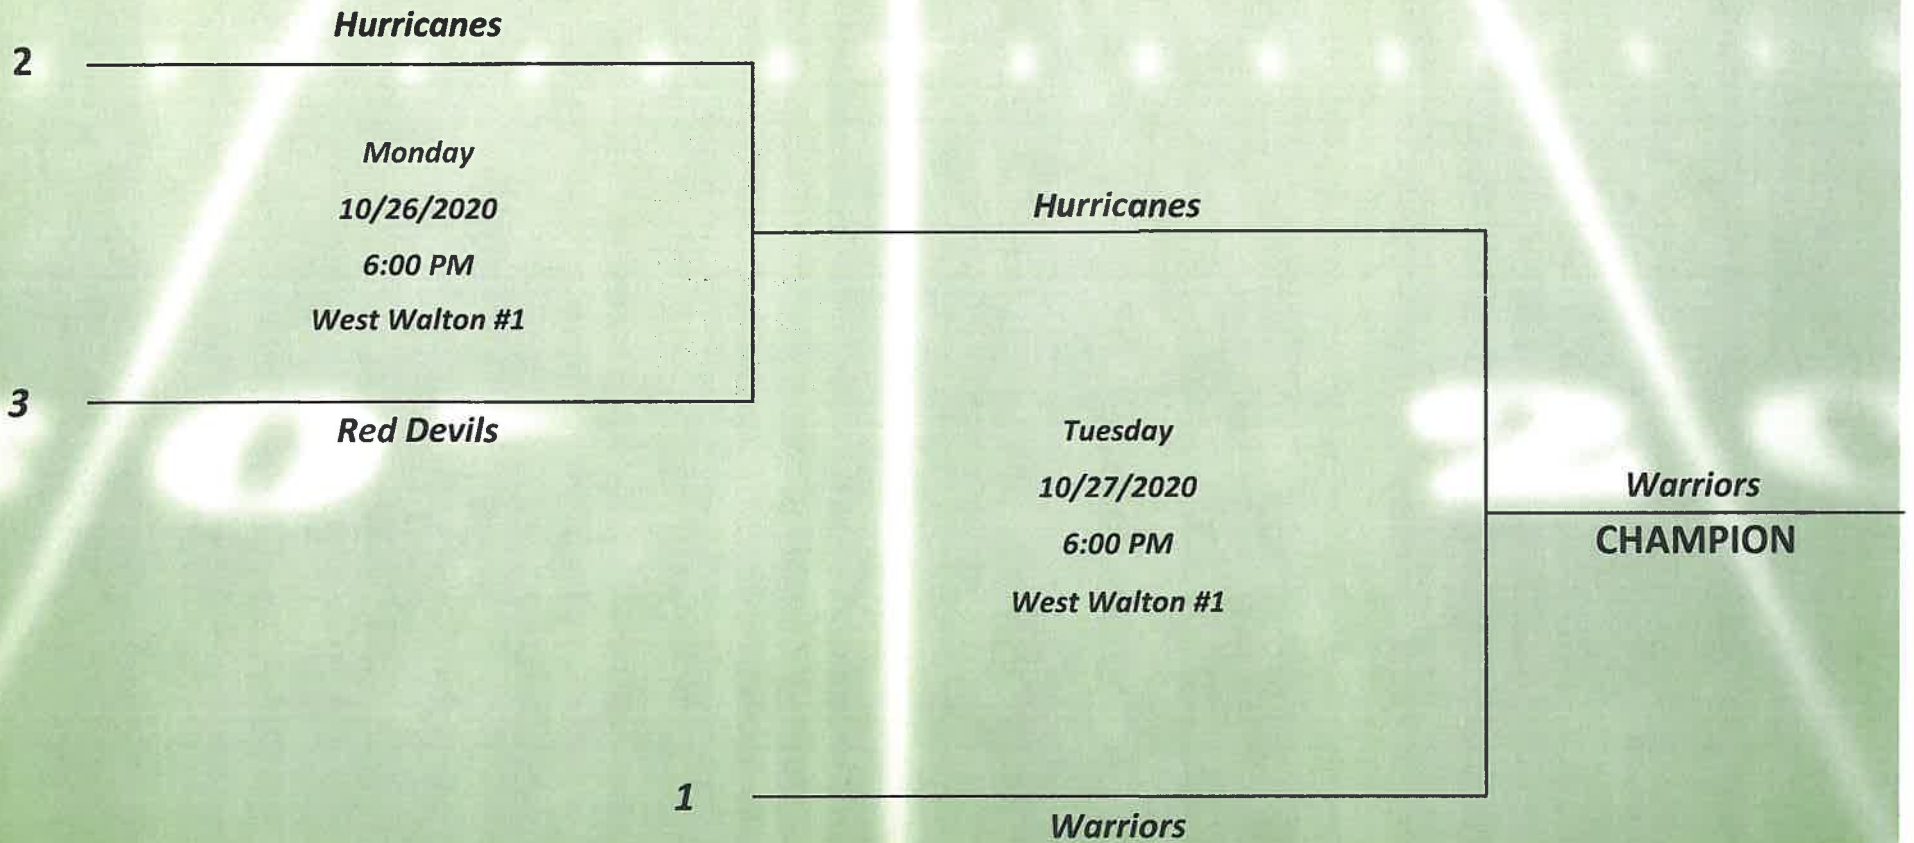 Hurricanes
2
Monday
10/26/2020
6:00 PM
West Walton #1
3
Red Devils
Hurricanes
Tuesday
10/27/2020
6:00 PM
West Walton #1
1
Warriors
Warriors
CHAMPION